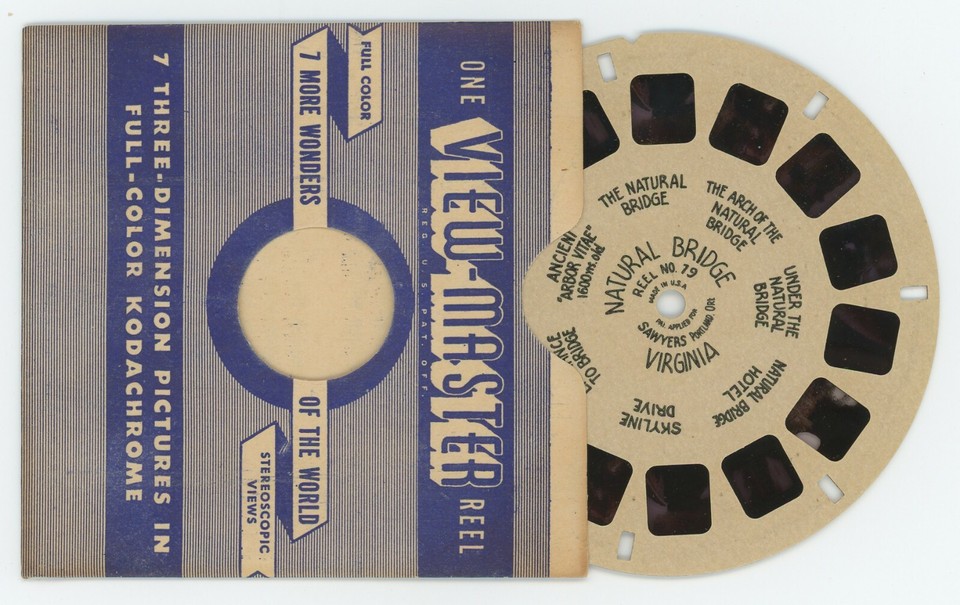 ONE VIEW-MASTER REEL
REG. U. S. PAT. OFF.
FULL COLOR
7 MORE WONDERS
OF THE WORLD
STEREOSCOPIC
VIEWS
7 THREE-DIMENSION PICTURES IN
FULL-COLOR KODACHROME
NATURAL BRIDGE
REEL NO. 79
MADE IN U.S.A
PAT. APPLIED FOR
SAWYERS PORTLAND ORE
VIRGINIA
THE NATURAL
BRIDGE
THE ARCH OF THE
NATURAL
BRIDGE
UNDER THE
NATURAL
BRIDGE
NATURAL BRIDGE
HOTEL
SKYLINE
DRIVE
TO BRIDGE
ANCIENT
"ARBOR VITAE"
1600 yrs. old